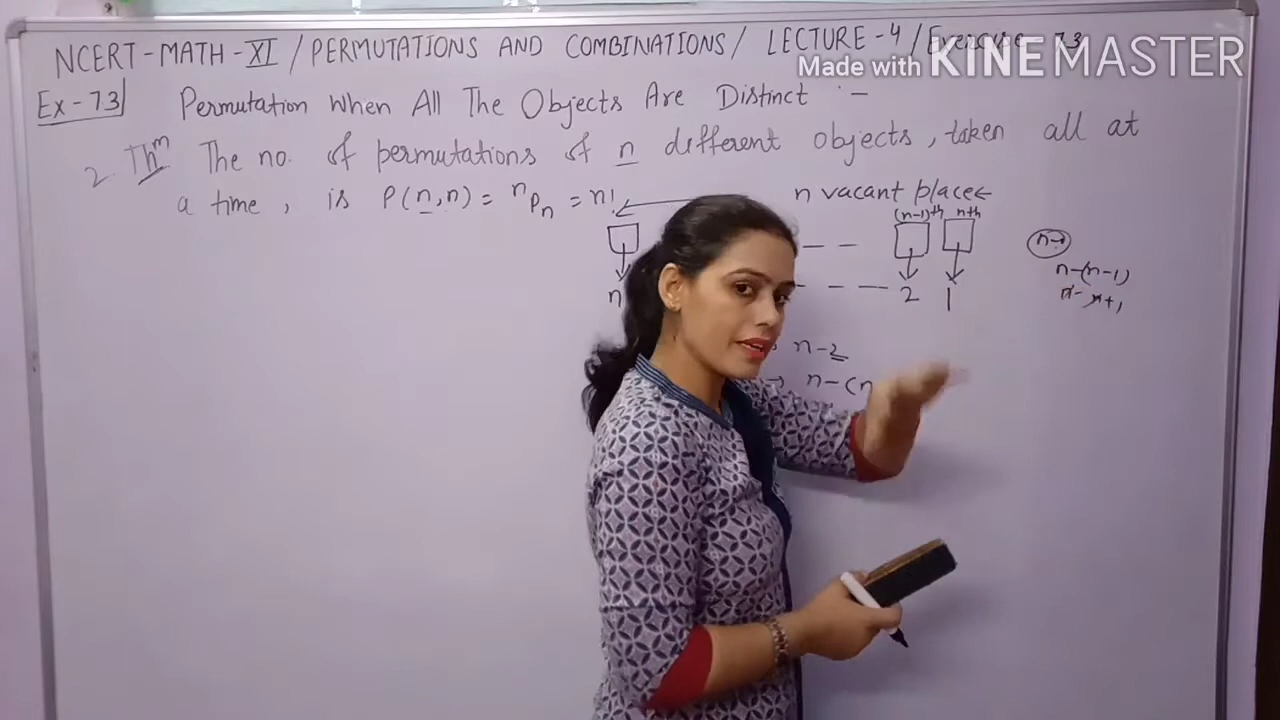 NCERT-MATH-XI / PERMUTATIONS AND COMBINATIONS / LECTURE-4 / Exercise 7.3
Made with KINEMASTER
Ex-7.3 Permutation When All The Objects Are Distinct :-
2. Thm The no. of permutations of n different objects, taken all at
a time, is P(n,n) = nPn = n!
n vacant place
(n-1)th nth
n - - - 2 1
n-(n-1)
n-n+1
n-2
→ n-(n